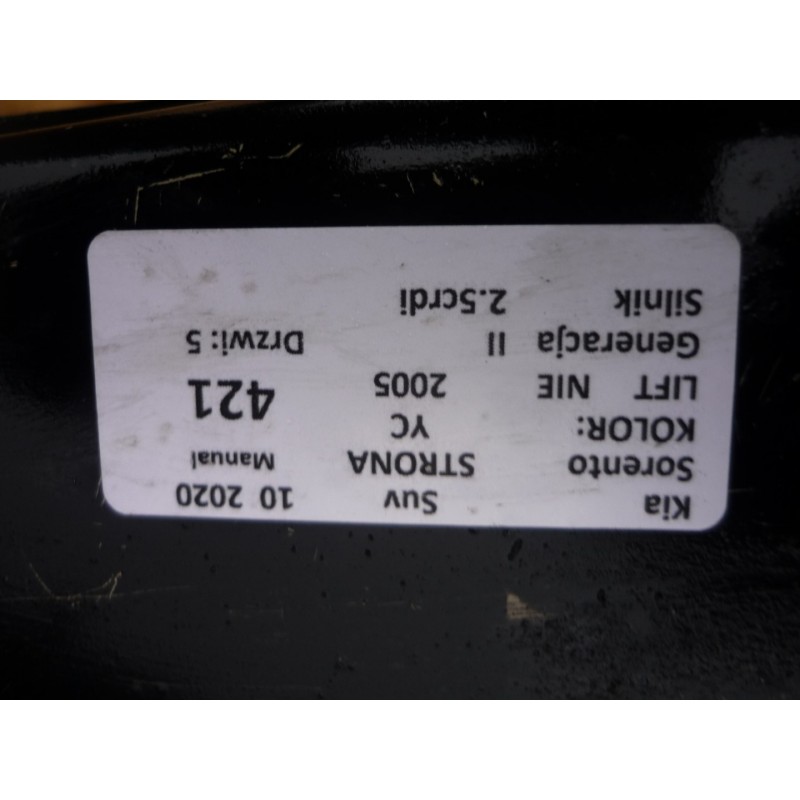 Kia Suv 10 2020
Sorento STRONA Manual
KOLOR: YC
LIFT NIE 2005 421
Generacja II Drzwi: 5
Silnik 2.5crdi